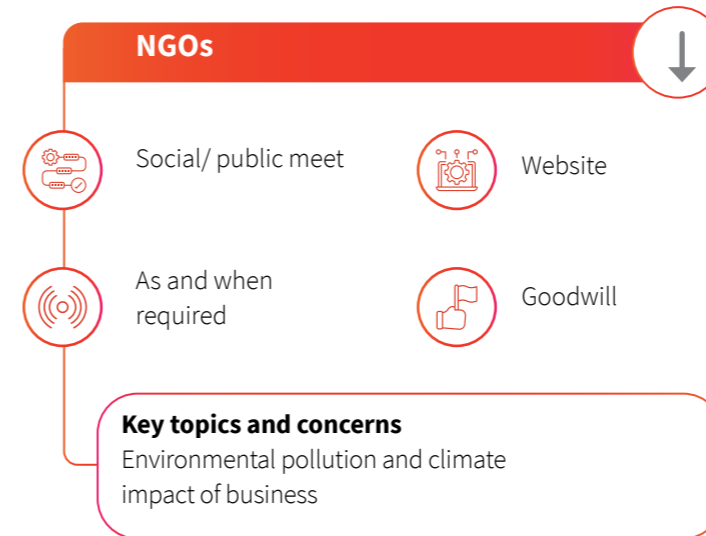 NGOs
Social/ public meet
Website
As and when
required
Goodwill
Key topics and concerns
Environmental pollution and climate
impact of business